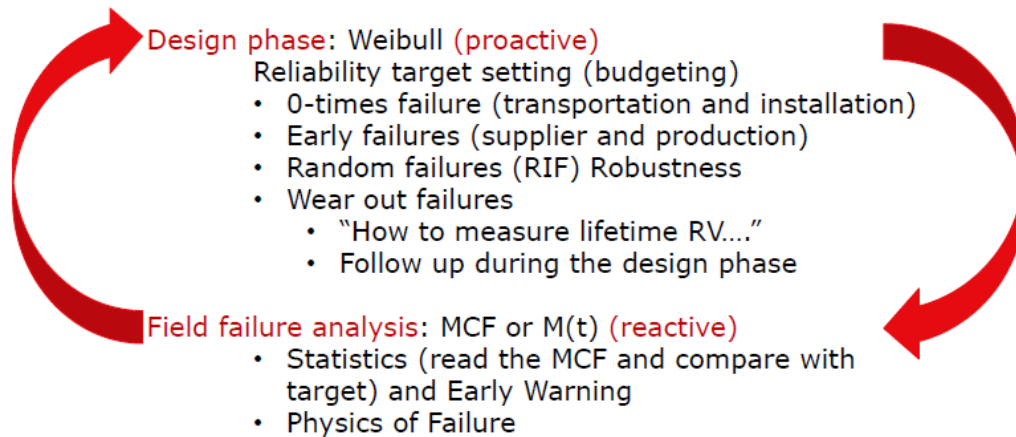 Design phase: Weibull (proactive)
Reliability target setting (budgeting)
• 0-times failure (transportation and installation)
• Early failures (supplier and production)
• Random failures (RIF) Robustness
• Wear out failures
• “How to measure lifetime RV….”
• Follow up during the design phase
Field failure analysis: MCF or M(t) (reactive)
• Statistics (read the MCF and compare with
target) and Early Warning
• Physics of Failure